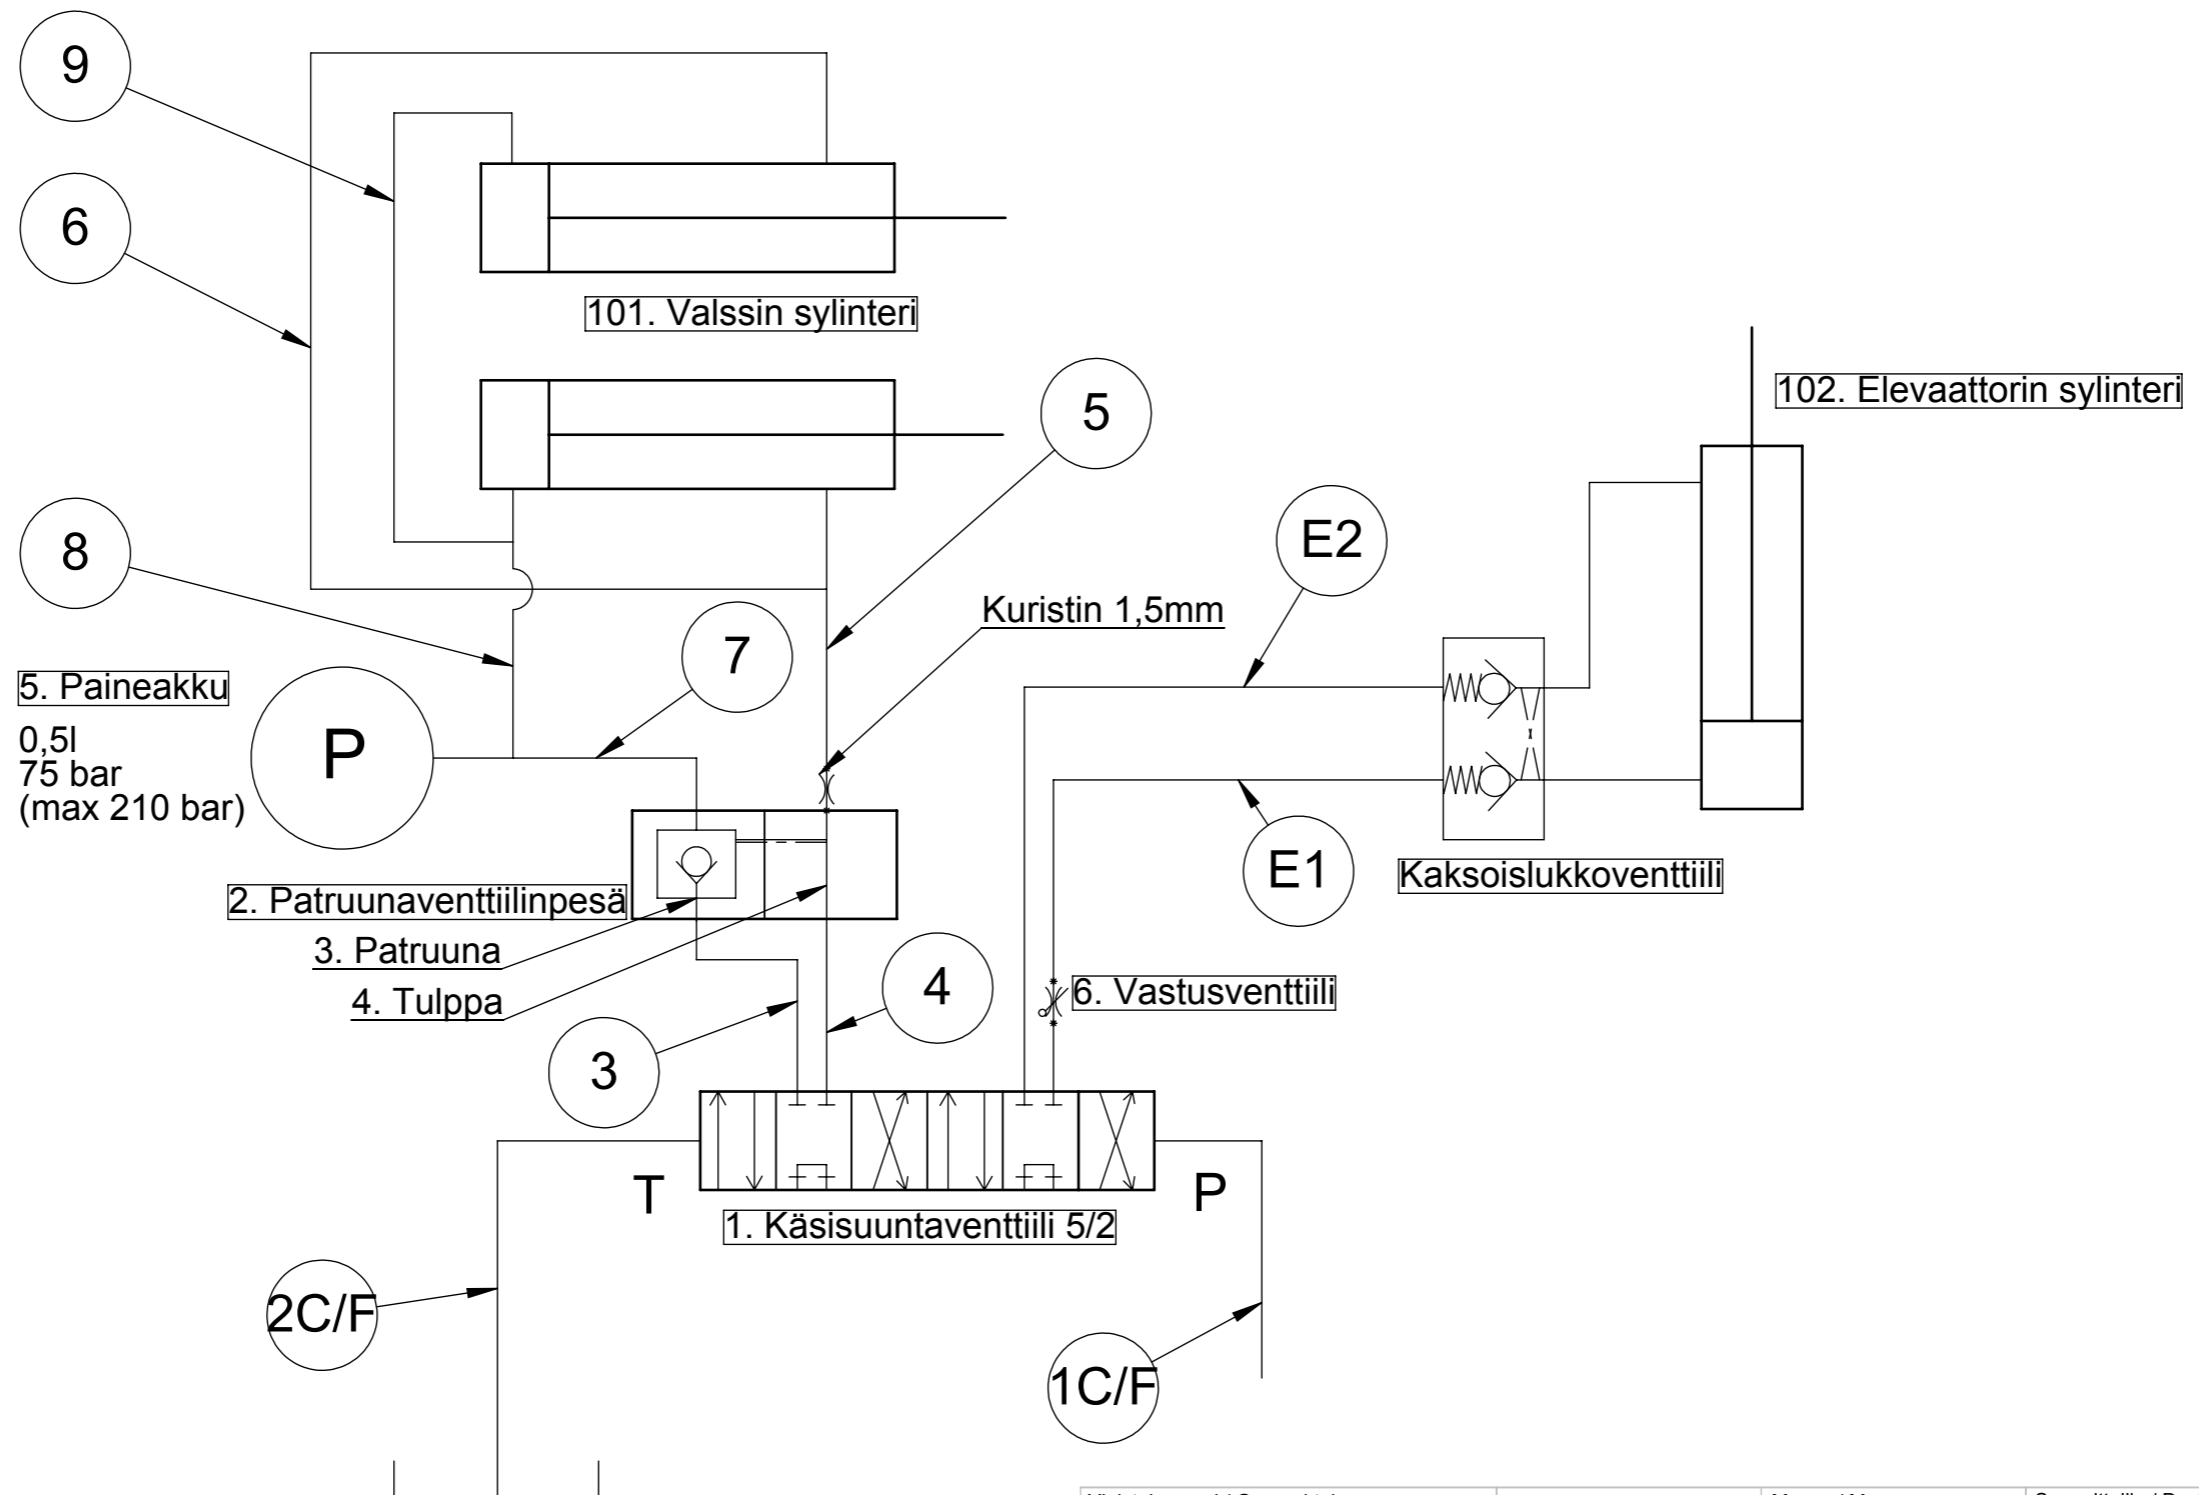 9
6
101. Valssin sylinteri
5
102. Elevaattorin sylinteri
8
E2
Kuristin 1,5mm
7
5. Paineakku
0,5l
75 bar
(max 210 bar)
P
E1
Kaksoislukkoventtiili
2. Patruunaventtiilinpesä
3. Patruuna
4. Tulppa
4
6. Vastusventtiili
3
T
P
1. Käsisuuntaventtiili 5/2
2C/F
1C/F